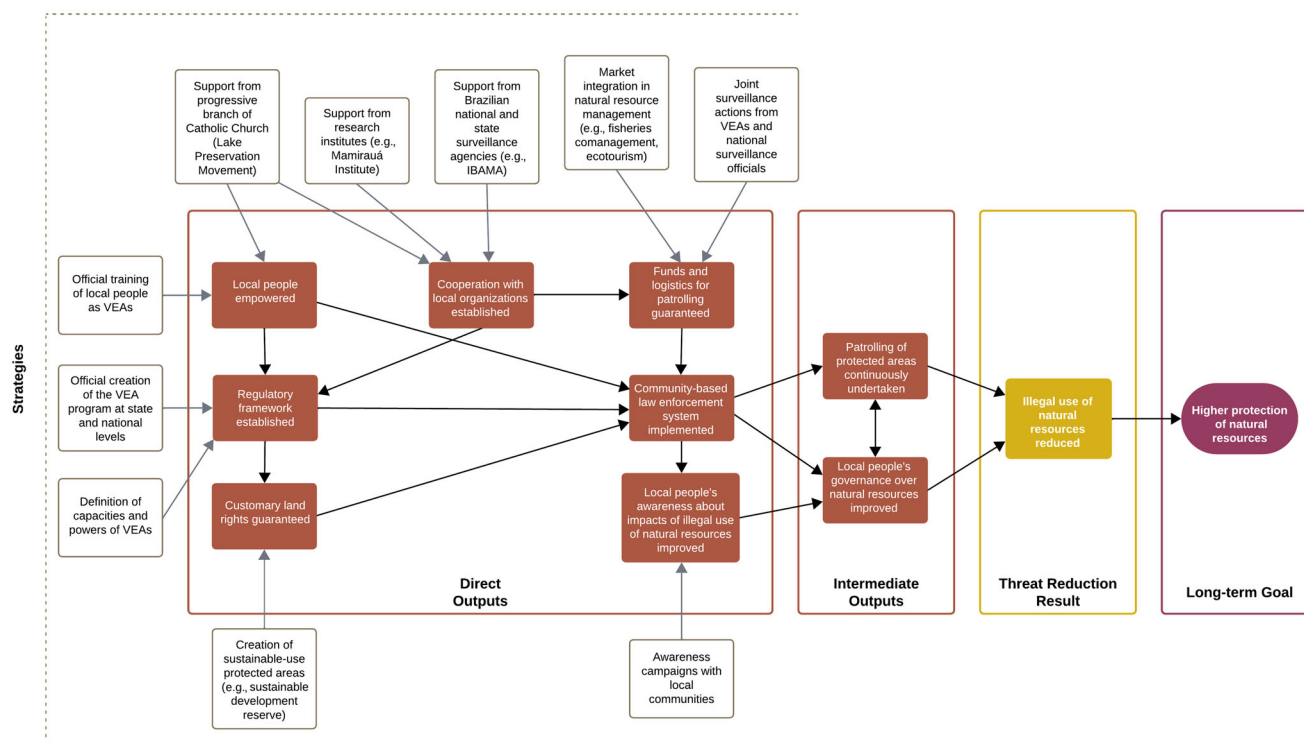 Support from
progressive
branch of
Catholic Church
(Lake
Preservation
Movement)
Support from
research
institutes (e.g.,
Mamirauá
Institute)
Support from
Brazilian
national and
state
surveillance
agencies (e.g.,
IBAMA)
Market
integration in
natural resource
management
(e.g., fisheries
comanagement,
ecotourism)
Joint
surveillance
actions from
VEAs and
national
surveillance
officials
Strategies
Official training
of local people
as VEAs
Official creation
of the VEA
program at state
and national
levels
Definition of
capacities and
powers of VEAs
Local people
empowered
Cooperation with
local organizations
established
Funds and
logistics for
patrolling
guaranteed
Regulatory
framework
established
Community-based
law enforcement
system
implemented
Customary land
rights guaranteed
Local people's
awareness about
impacts of illegal use
of natural resources
improved
Direct
Outputs
Patrolling of
protected areas
continuously
undertaken
Local people's
governance over
natural resources
improved
Intermediate
Outputs
Illegal use of
natural
resources
reduced
Threat Reduction
Result
Higher protection
of natural
resources
Long-term Goal
Creation of
sustainable-use
protected areas
(e.g., sustainable
development
reserve)
Awareness
campaigns with
local
communities